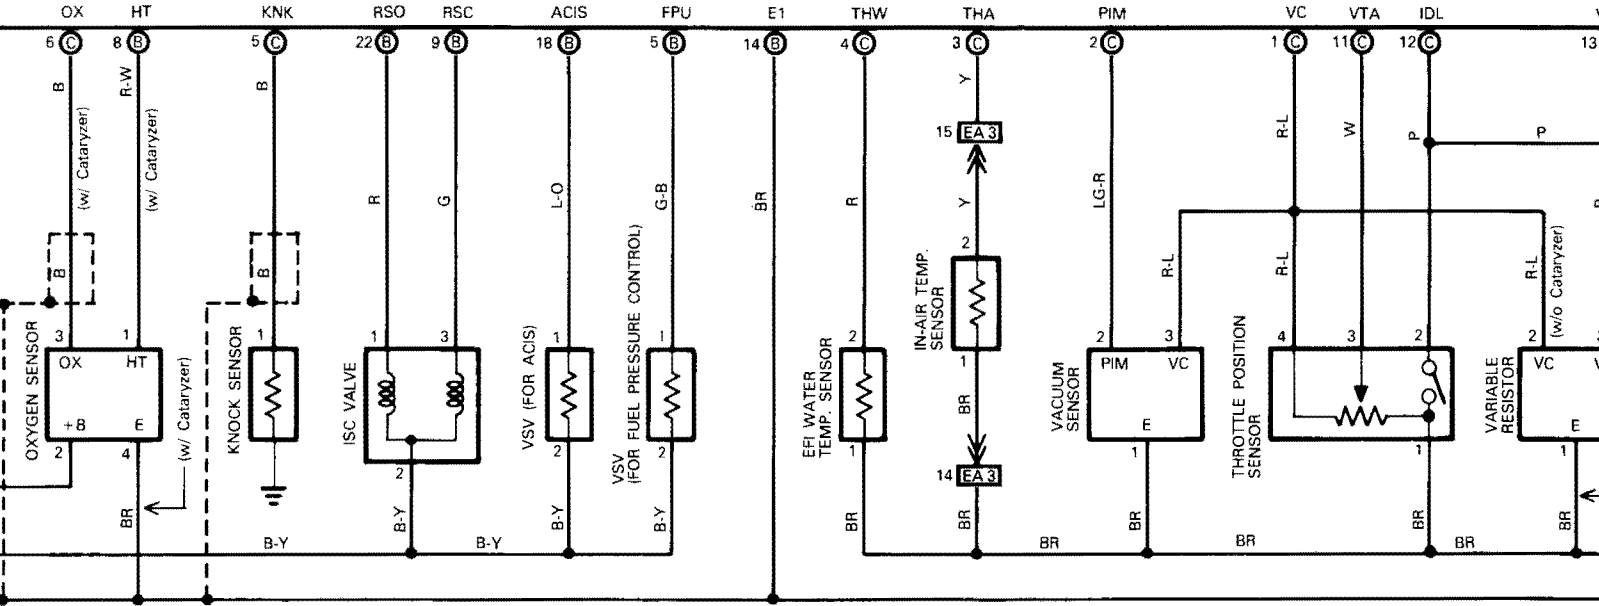 OX HT KNK RSO RSC ACIS FPU E1 THW THA PIM VC VTA IDL
6 C 8 B 5 C 22 B 9 B 18 B 5 B 14 B 4 C 3 C 2 C 1 C 11 C 12 C 13
B R-W B Y
15 EA 3
R-L W P P
(w/ Cataryzer) (w/ Cataryzer)
R G L-O G-B BR R Y LG-R
B B 2 R-L R-L R-L (w/o Cataryzer)
OXYGEN SENSOR
3 1
OX HT
+B E
2 4
(w/ Cataryzer)
BR
KNOCK SENSOR
1
ISC VALVE
1 3
2
B-Y
VSV (FOR ACIS)
1
2
B-Y
VSV
(FOR FUEL PRESSURE CONTROL)
1
2
B-Y
EFI WATER
TEMP. SENSOR
2
1
BR
IN-AIR TEMP.
SENSOR
1
BR
14 EA 3
BR
VACUUM
SENSOR
2 3
PIM VC
E
1
BR
THROTTLE POSITION
SENSOR
4 3 2
1
BR
VARIABLE
RESISTOR
2
VC
E
1
BR
B-Y B-Y BR BR BR